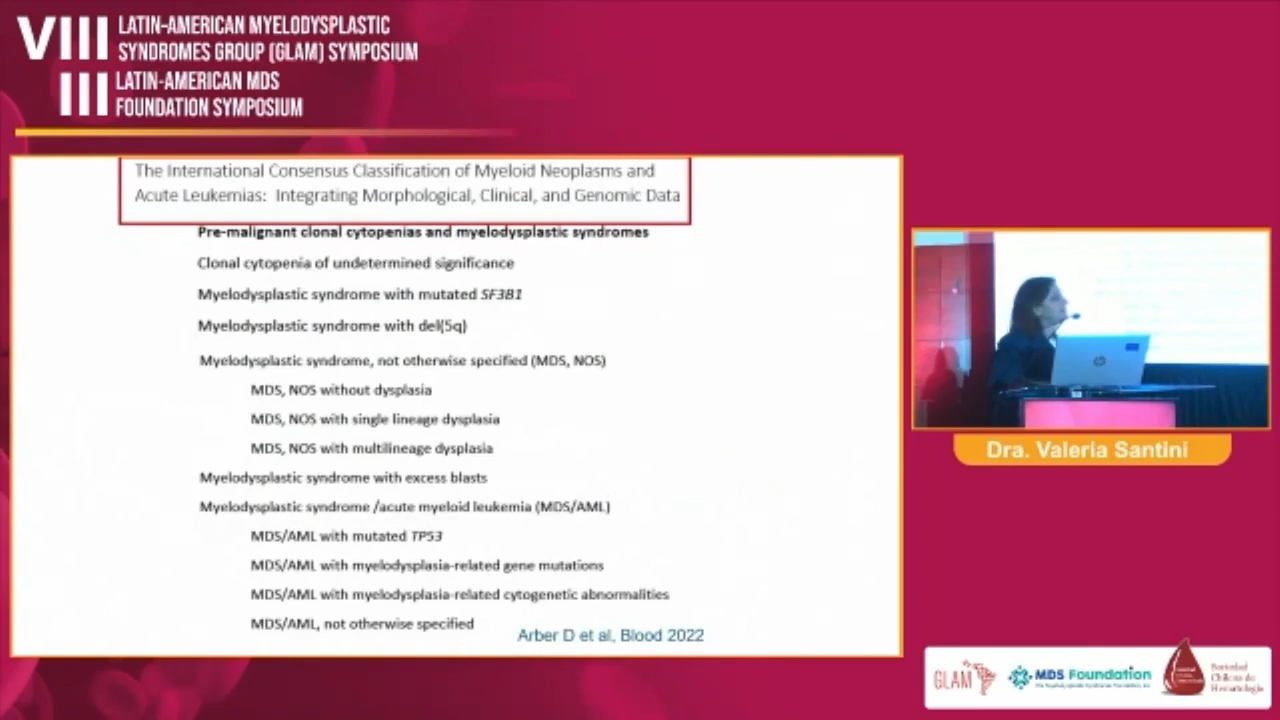 VIII LATIN-AMERICAN MYELODYSPLASTIC
SYNDROMES GROUP (GLAM) SYMPOSIUM
III LATIN-AMERICAN MDS
FOUNDATION SYMPOSIUM
The International Consensus Classification of Myeloid Neoplasms and
Acute Leukemias: Integrating Morphological, Clinical, and Genomic Data
Pre-malignant clonal cytopenias and myelodysplastic syndromes
Clonal cytopenia of undetermined significance
Myelodysplastic syndrome with mutated SF3B1
Myelodysplastic syndrome with del(5q)
Myelodysplastic syndrome, not otherwise specified (MDS, NOS)
MDS, NOS without dysplasia
MDS, NOS with single lineage dysplasia
MDS, NOS with multilineage dysplasia
Myelodysplastic syndrome with excess blasts
Myelodysplastic syndrome /acute myeloid leukemia (MDS/AML)
MDS/AML with mutated TP53
MDS/AML with myelodysplasia-related gene mutations
MDS/AML with myelodysplasia-related cytogenetic abnormalities
MDS/AML, not otherwise specified
Arber D et al, Blood 2022
Dra. Valeria Santini
GLAM
MDS Foundation
Sociedad
Chilena de
Hematología